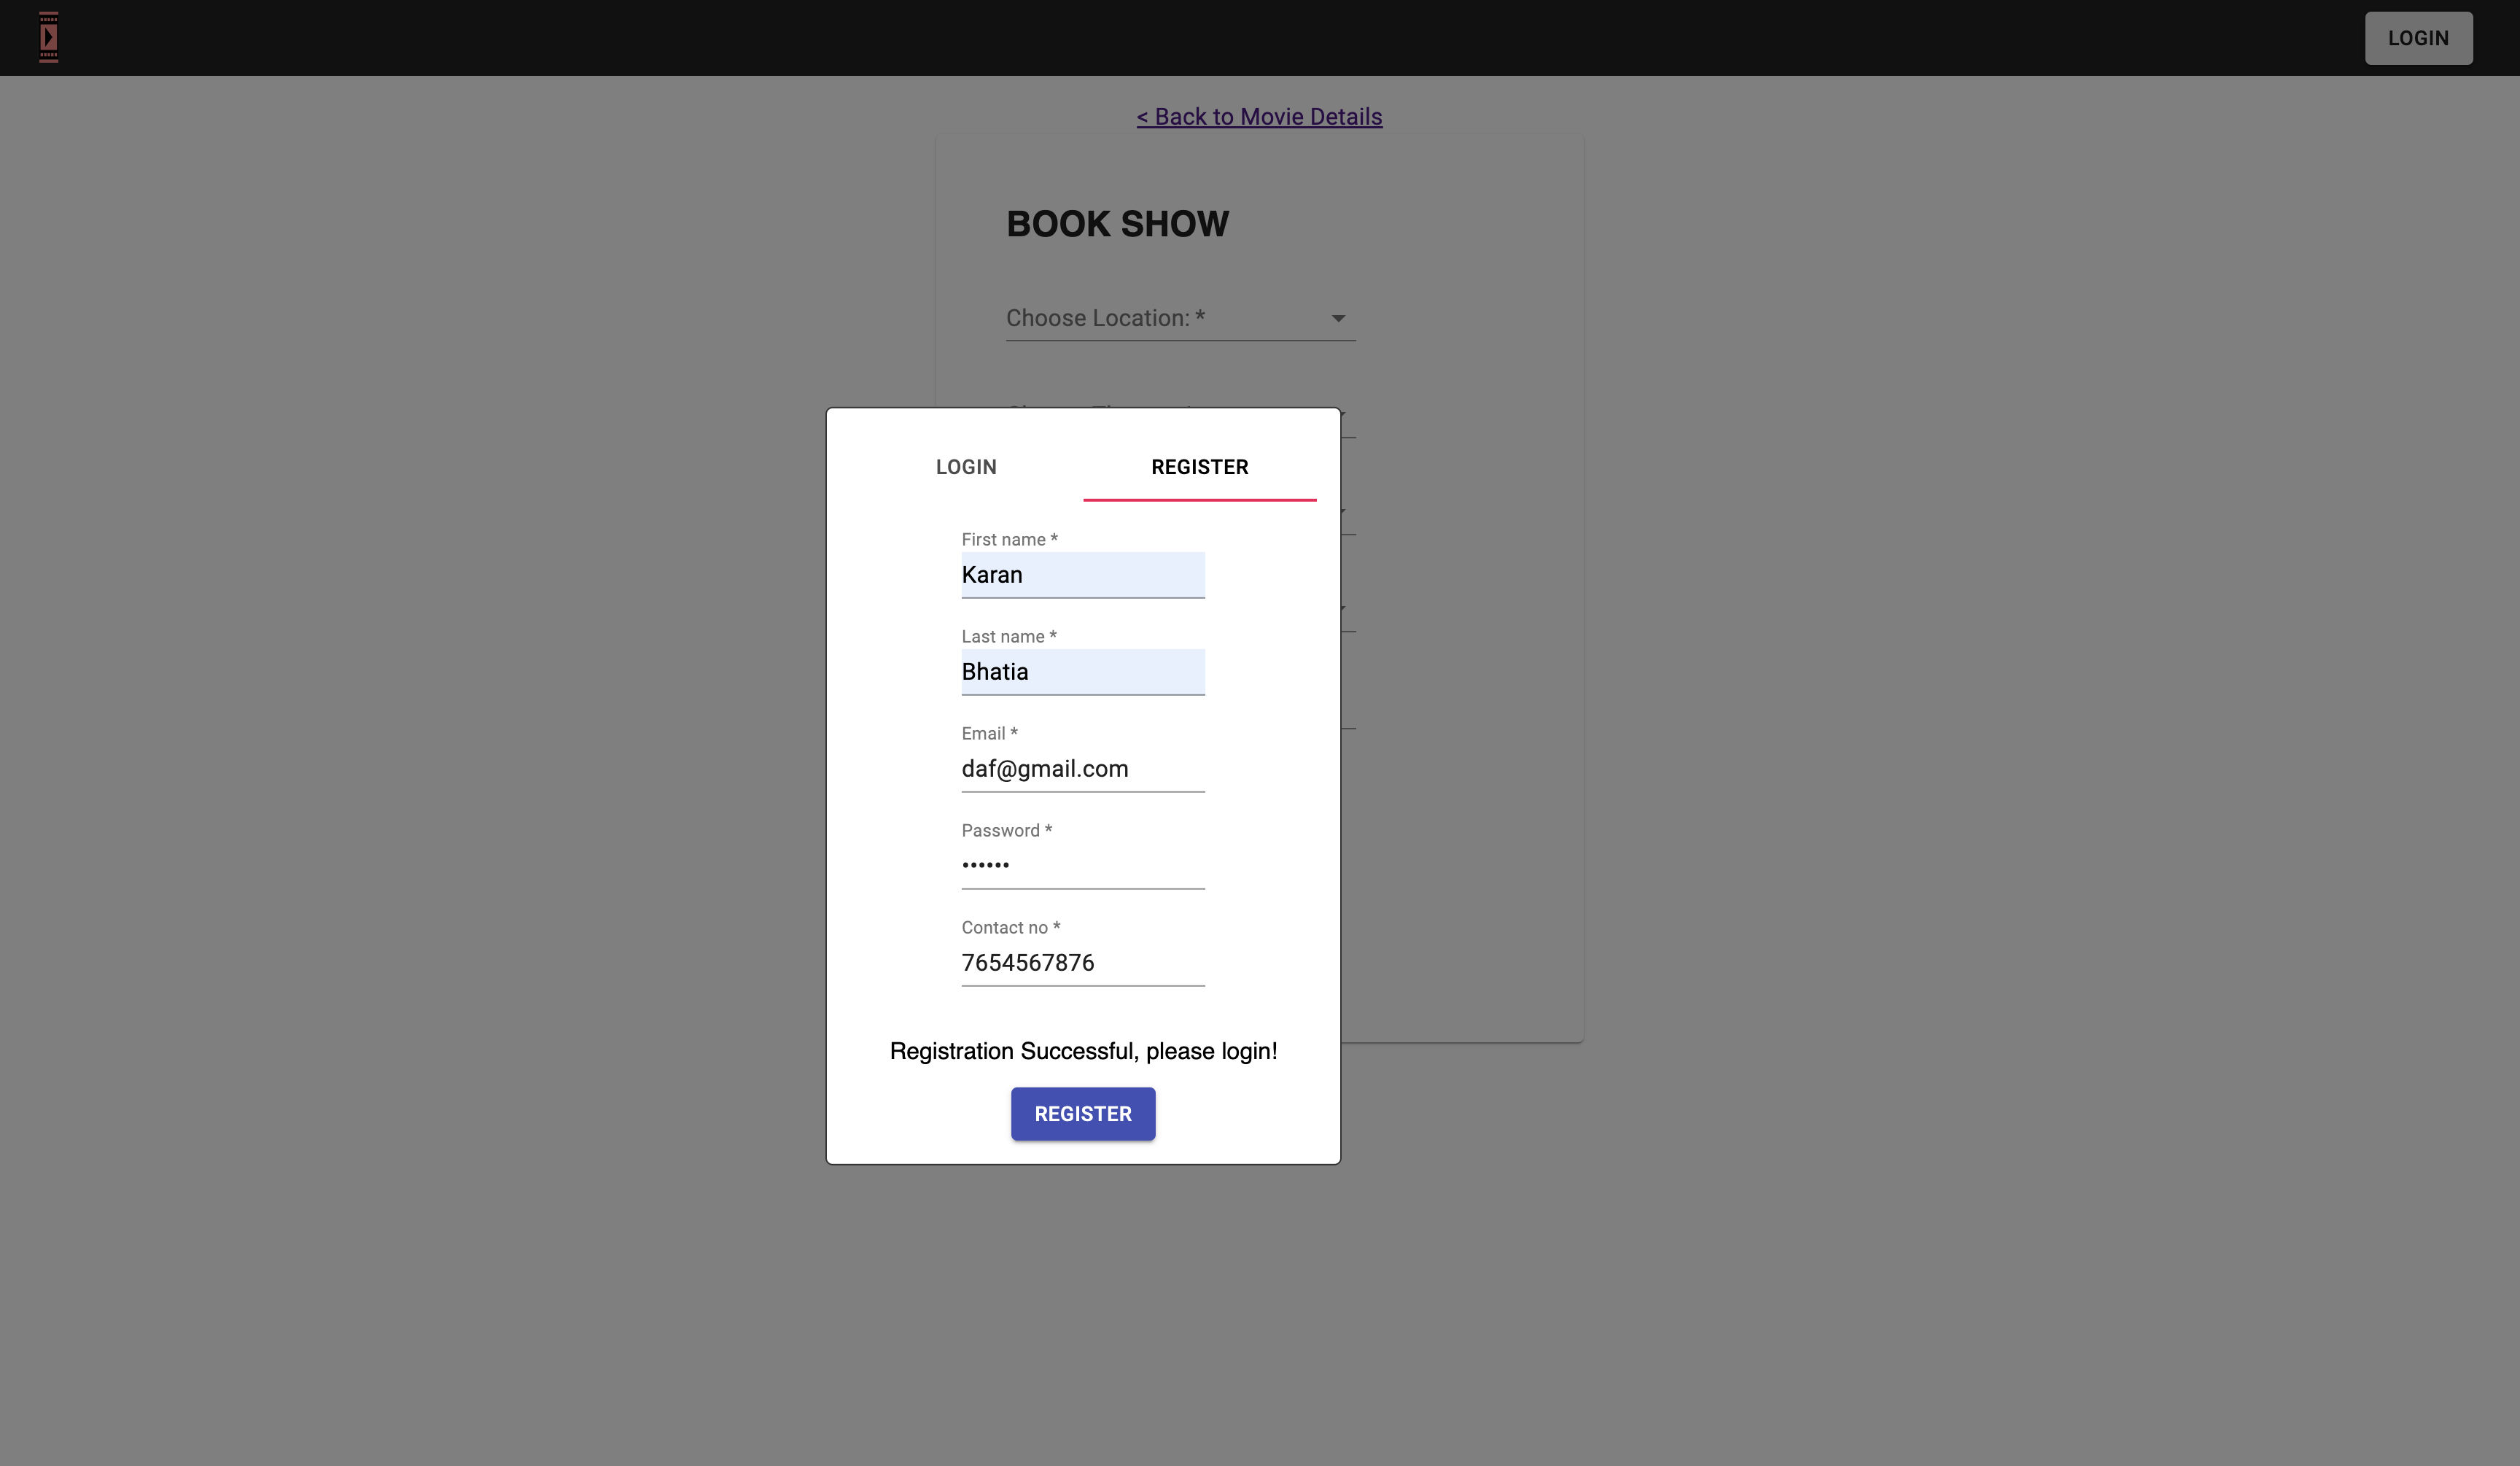 LOGIN
< Back to Movie Details
BOOK SHOW
Choose Location: *
LOGIN
REGISTER
First name *
Karan
Last name *
Bhatia
Email *
daf@gmail.com
Password *
••••••
Contact no *
7654567876
Registration Successful, please login!
REGISTER